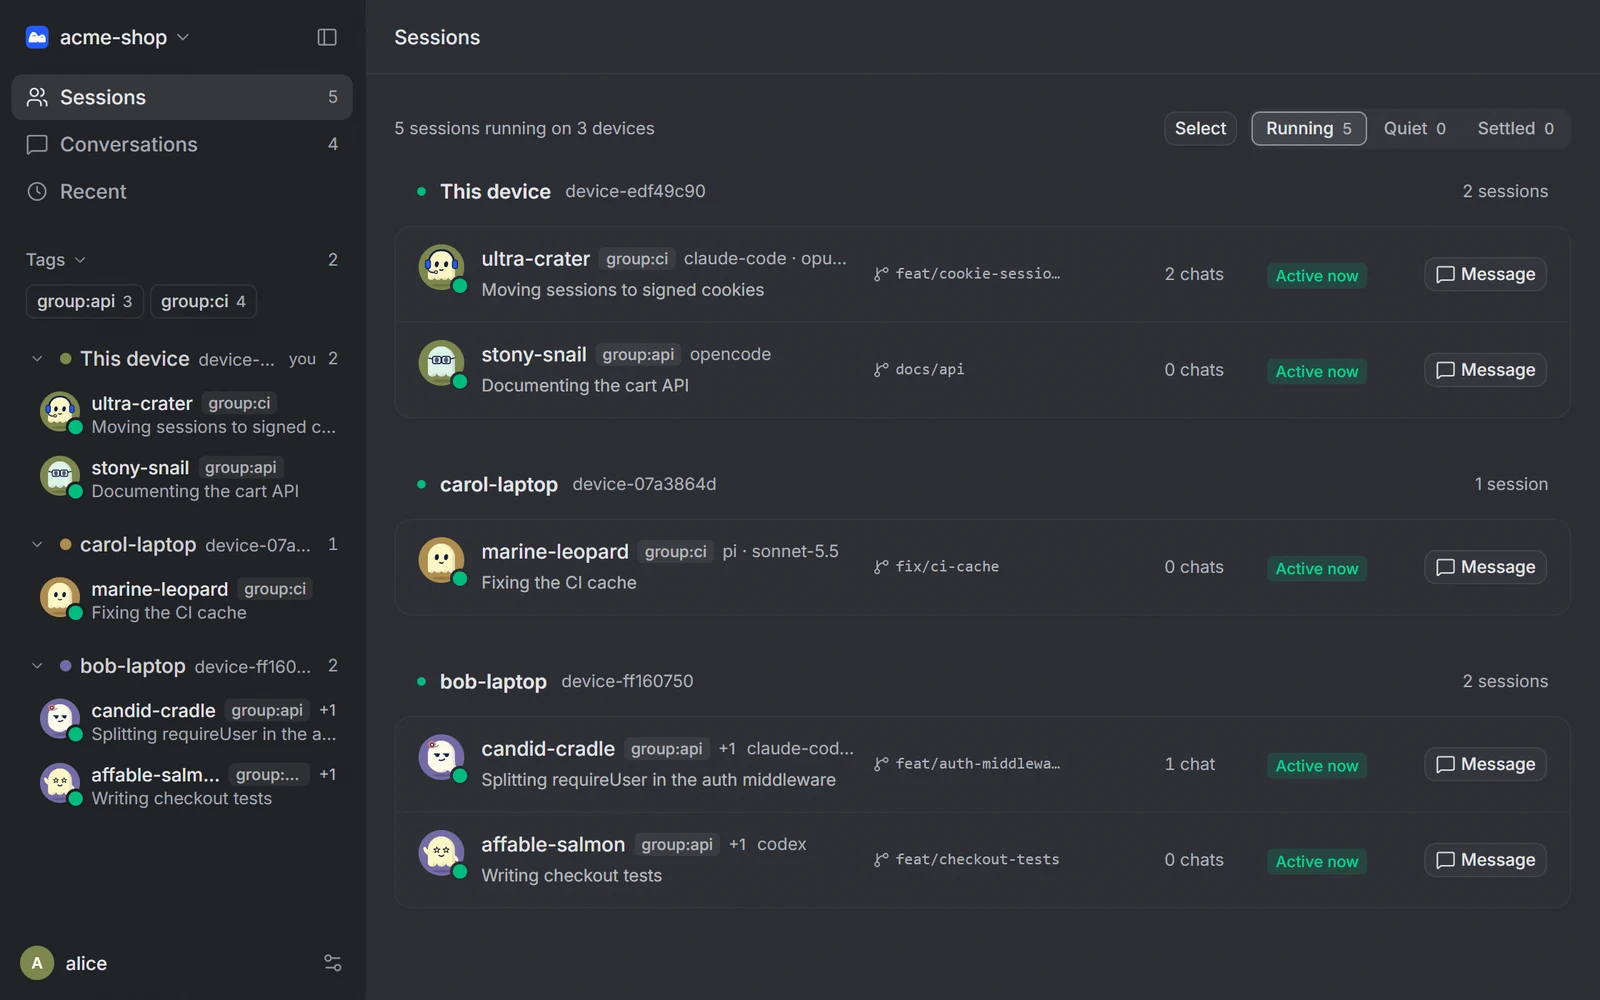 acme-shop
Sessions 5
Conversations 4
Recent
Tags 2
group:api 3 group:ci 4
This device device-... you 2
ultra-crater group:ci
Moving sessions to signed c...
stony-snail group:api
Documenting the cart API
carol-laptop device-07a... 1
marine-leopard group:ci
Fixing the CI cache
bob-laptop device-ff160... 2
candid-cradle group:api +1
Splitting requireUser in the a...
affable-salm... group:... +1
Writing checkout tests
A alice
Sessions
5 sessions running on 3 devices Select Running 5 Quiet 0 Settled 0
This device device-edf49c90 2 sessions
ultra-crater group:ci claude-code · opu... feat/cookie-sessio… 2 chats Active now Message
Moving sessions to signed cookies
stony-snail group:api opencode docs/api 0 chats Active now Message
Documenting the cart API
carol-laptop device-07a3864d 1 session
marine-leopard group:ci pi · sonnet-5.5 fix/ci-cache 0 chats Active now Message
Fixing the CI cache
bob-laptop device-ff160750 2 sessions
candid-cradle group:api +1 claude-cod... feat/auth-middlewa… 1 chat Active now Message
Splitting requireUser in the auth middleware
affable-salmon group:api +1 codex feat/checkout-tests 0 chats Active now Message
Writing checkout tests